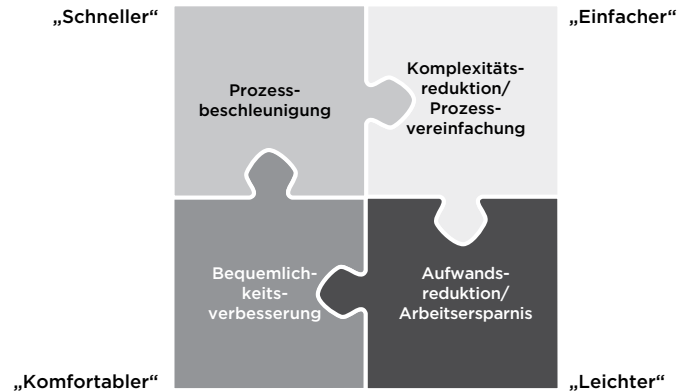 „Schneller“
„Einfacher“
Prozess-
beschleunigung
Komplexitäts-
reduktion/
Prozess-
vereinfachung
Bequemlich-
keits-
verbesserung
Aufwands-
reduktion/
Arbeitsersparnis
„Komfortabler“
„Leichter“